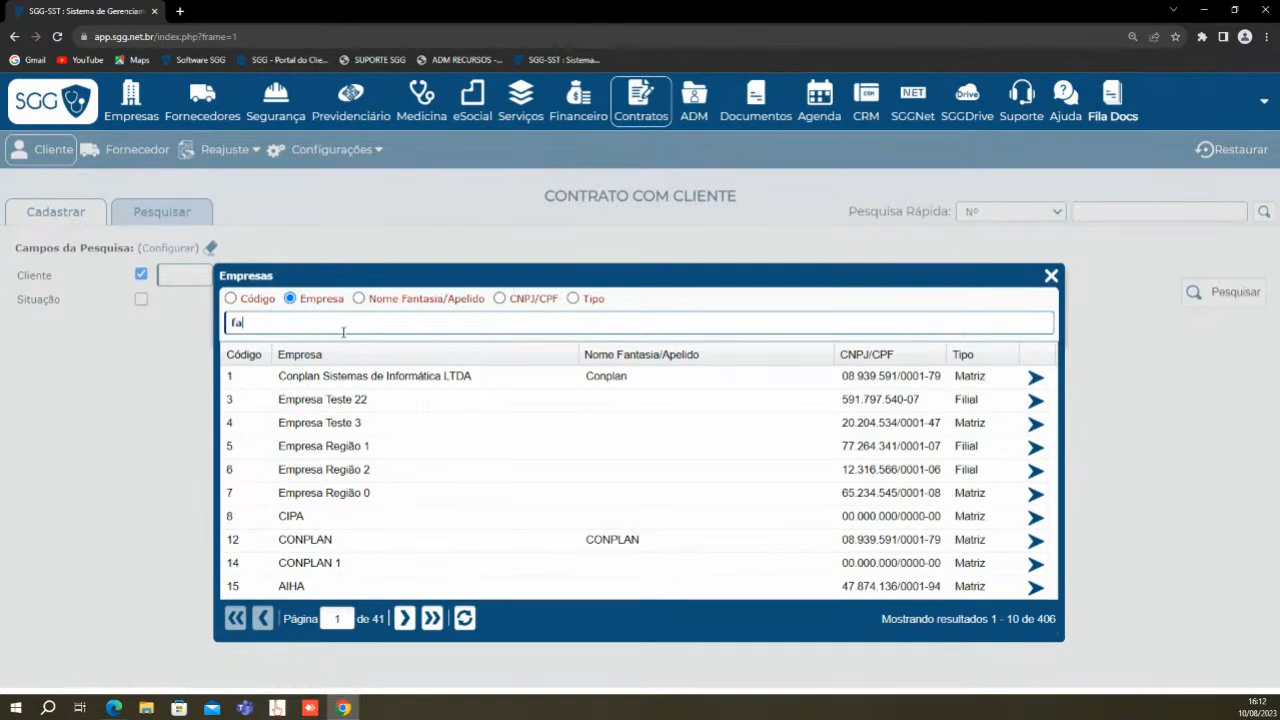 SGG-SST : Sistema de Gerencian
app.sgg.net.br/index.php?frame=1
Gmail YouTube Maps Software SGG SGG - Portal do Clie... SUPORTE SGG ADM RECURSOS -... SGG-SST : Sistema...
SGG Empresas Fornecedores Segurança Previdenciário Medicina eSocial Serviços Financeiro Contratos ADM Documentos Agenda CRM NET SGGNet Drive SGGDrive Suporte Ajuda Fila Docs
Cliente Fornecedor Reajuste Configurações Restaurar
CONTRATO COM CLIENTE
Cadastrar Pesquisar Pesquisa Rápida: Nº
Campos da Pesquisa: (Configurar)
Cliente
Situação
Pesquisar
Empresas
Código Empresa Nome Fantasia/Apelido CNPJ/CPF Tipo
fa
Código Empresa Nome Fantasia/Apelido CNPJ/CPF Tipo
1 Conplan Sistemas de Informática LTDA Conplan 08.939.591/0001-79 Matriz
3 Empresa Teste 22 591.797.540-07 Filial
4 Empresa Teste 3 20.204.534/0001-47 Matriz
5 Empresa Região 1 77.264.341/0001-07 Filial
6 Empresa Região 2 12.316.566/0001-06 Filial
7 Empresa Região 0 65.234.545/0001-08 Matriz
8 CIPA 00.000.000/0000-00 Matriz
12 CONPLAN CONPLAN 08.939.591/0001-79 Matriz
14 CONPLAN 1 00.000.000/0000-00 Matriz
15 AIHA 47.874.136/0001-94 Matriz
Página 1 de 41 Mostrando resultados 1 - 10 de 406
16:12
10/08/2023